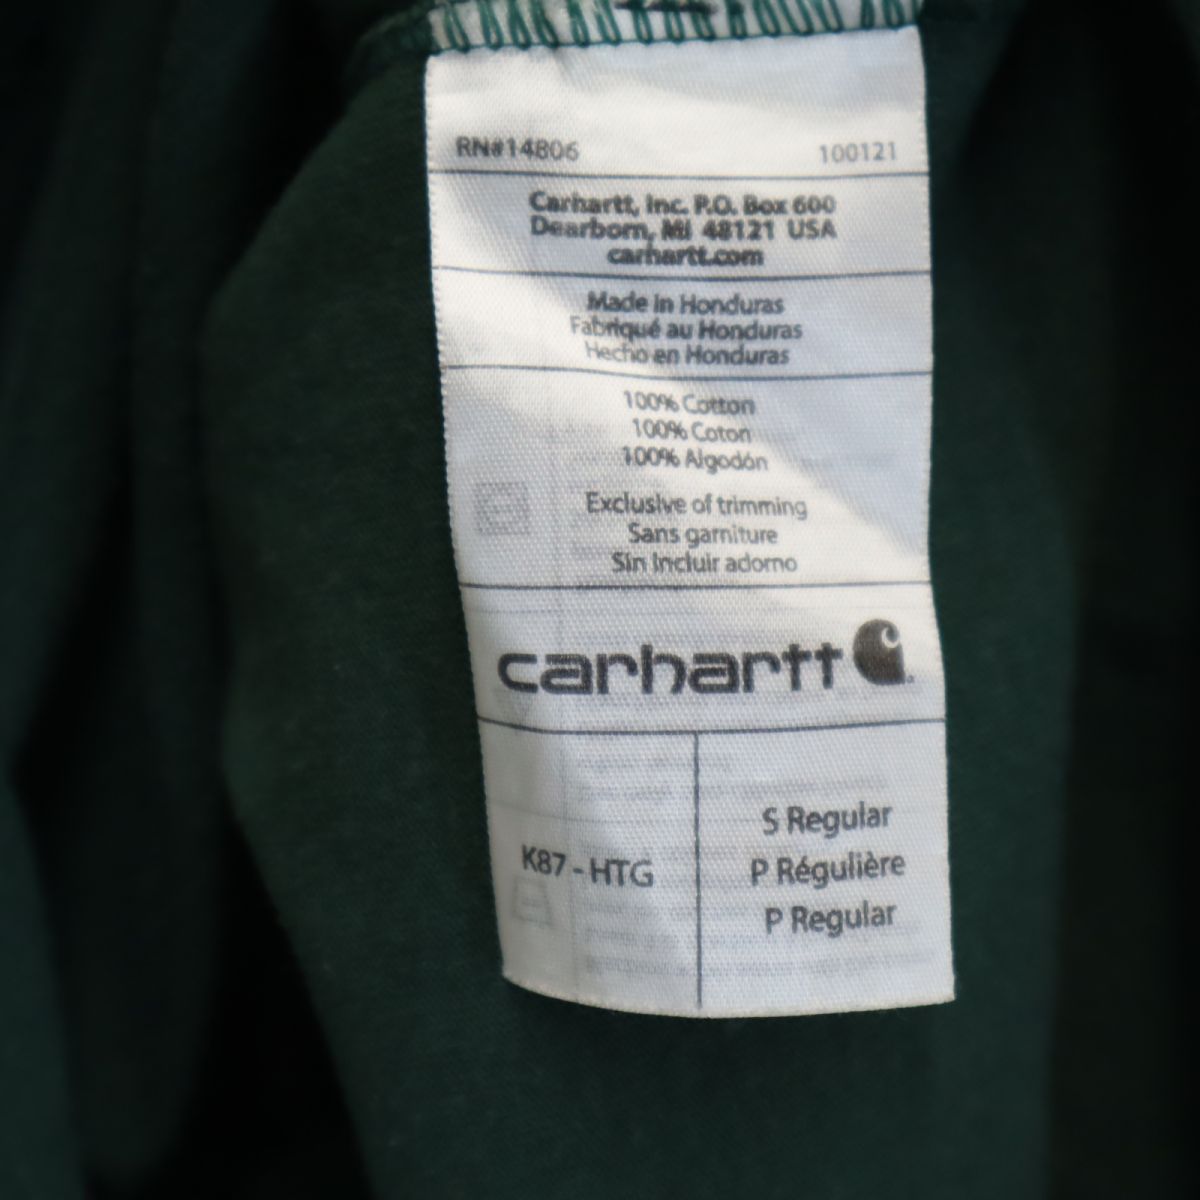 RN#14806 100121
Carhartt, Inc. P.O. Box 600
Dearborn, MI 48121 USA
carhartt.com
Made in Honduras
Fabriqué au Honduras
Hecho en Honduras
100% Cotton
100% Coton
100% Algodón
Exclusive of trimming
Sans garniture
Sin incluir adorno
carhartt
K87 - HTG
S Regular
P Régulière
P Regular